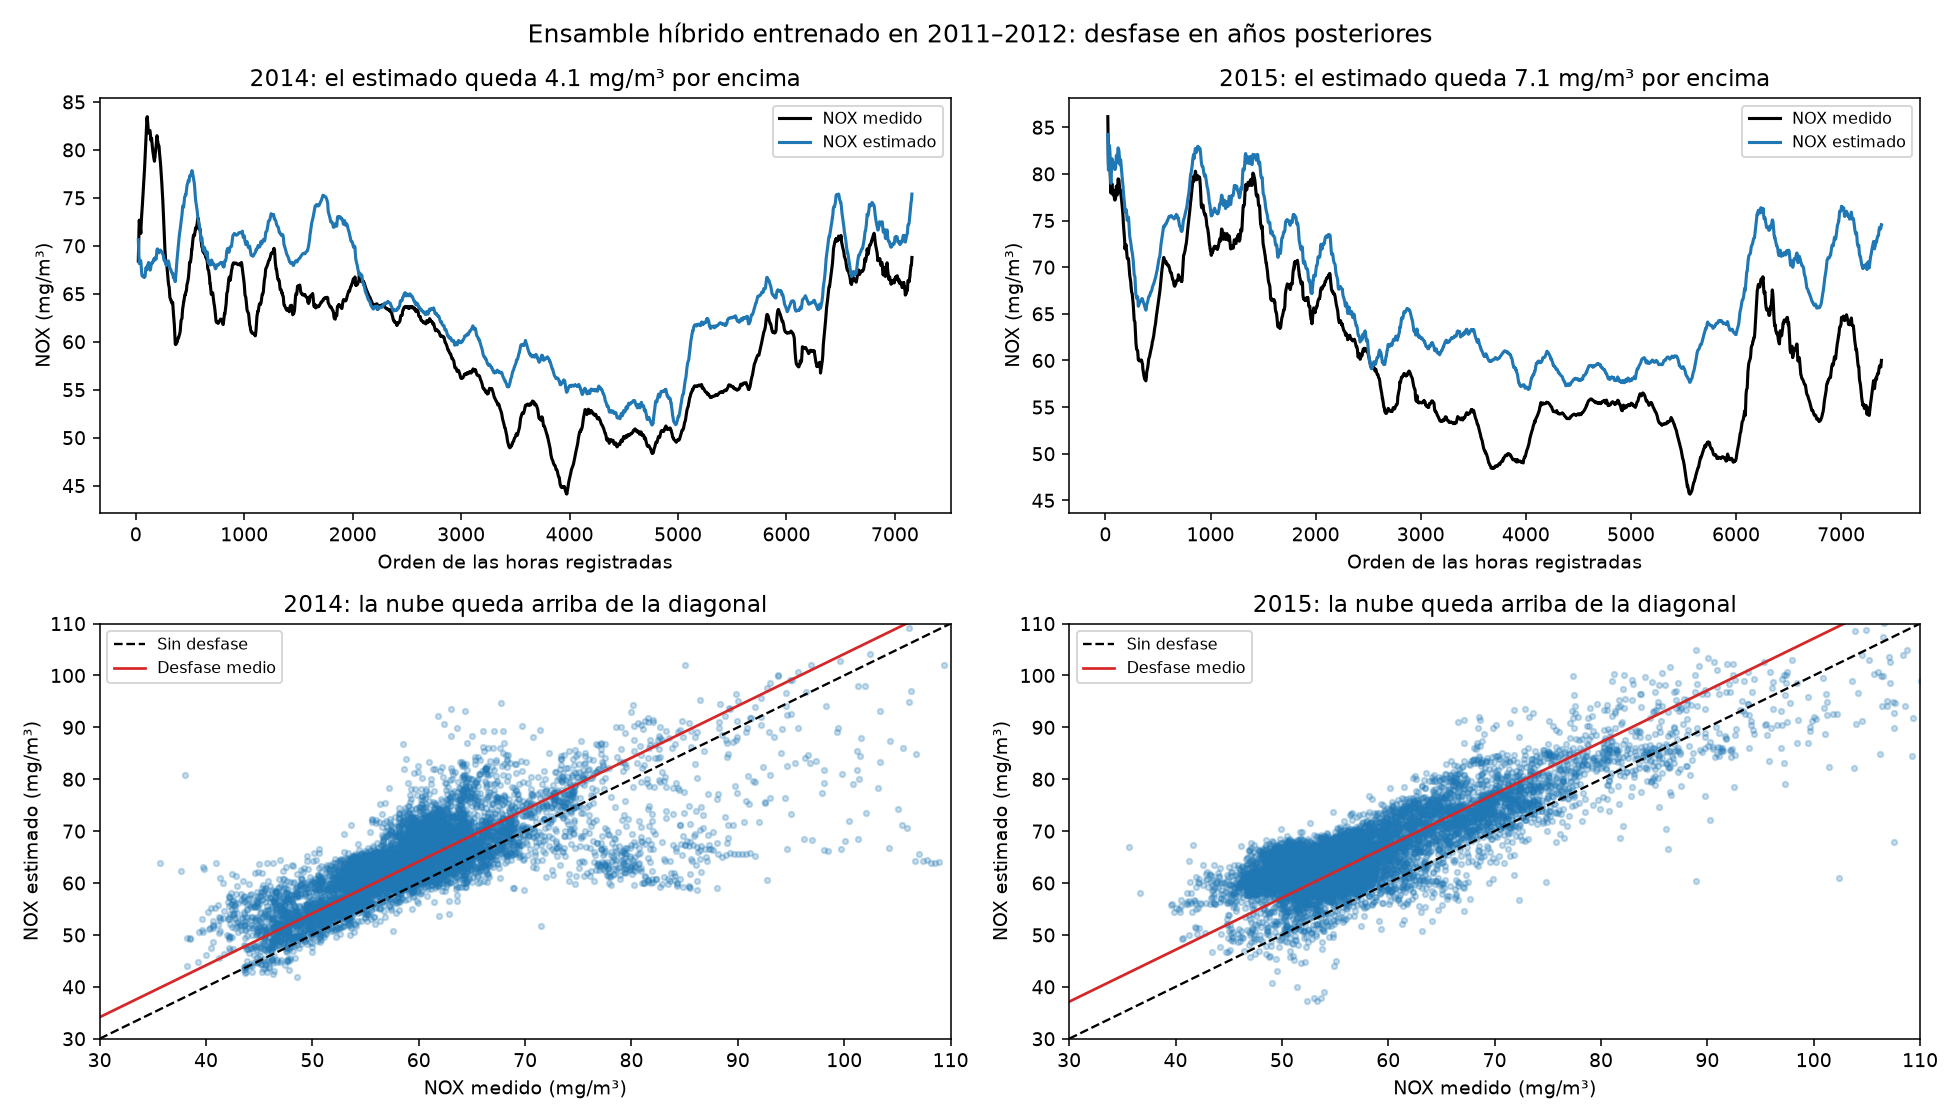 Ensamble híbrido entrenado en 2011–2012: desfase en años posteriores
2014: el estimado queda 4.1 mg/m³ por encima
85
80
75
70
65
60
55
50
45
NOX (mg/m³)
NOX medido
NOX estimado
0 1000 2000 3000 4000 5000 6000 7000
Orden de las horas registradas
2015: el estimado queda 7.1 mg/m³ por encima
85
80
75
70
65
60
55
50
45
NOX (mg/m³)
NOX medido
NOX estimado
0 1000 2000 3000 4000 5000 6000 7000
Orden de las horas registradas
2014: la nube queda arriba de la diagonal
110
100
90
80
70
60
50
40
30
NOX estimado (mg/m³)
Sin desfase
Desfase medio
30 40 50 60 70 80 90 100 110
NOX medido (mg/m³)
2015: la nube queda arriba de la diagonal
110
100
90
80
70
60
50
40
30
NOX estimado (mg/m³)
Sin desfase
Desfase medio
30 40 50 60 70 80 90 100 110
NOX medido (mg/m³)